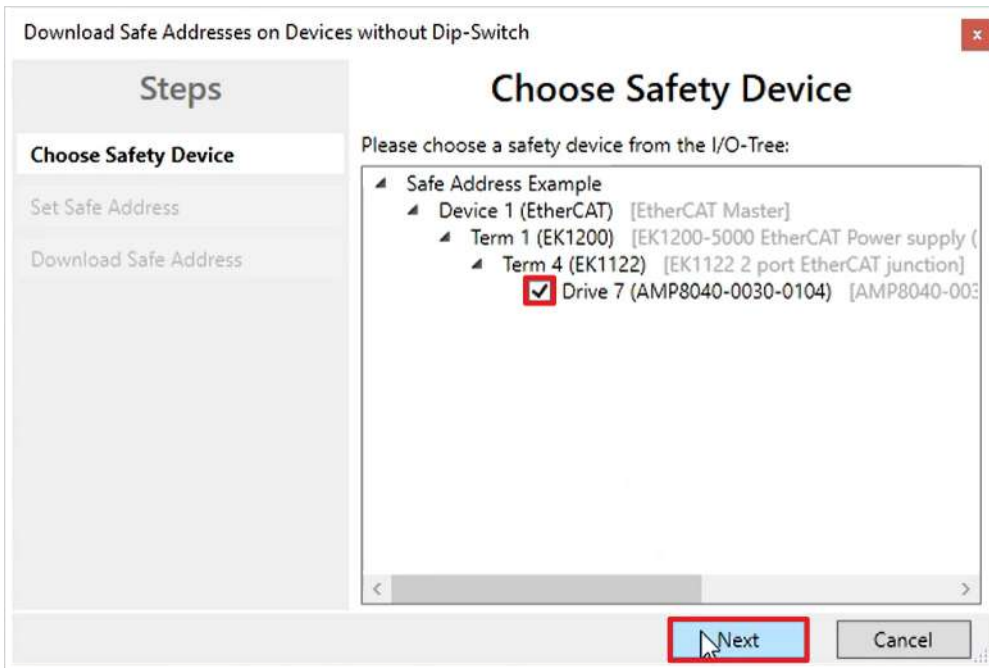 Download Safe Addresses on Devices without Dip-Switch
x
Steps
Choose Safety Device
Set Safe Address
Download Safe Address
Choose Safety Device
Please choose a safety device from the I/O-Tree:
Safe Address Example
Device 1 (EtherCAT) [EtherCAT Master]
Term 1 (EK1200) [EK1200-5000 EtherCAT Power supply (
Term 4 (EK1122) [EK1122 2 port EtherCAT junction]
Drive 7 (AMP8040-0030-0104) [AMP8040-003
Next
Cancel